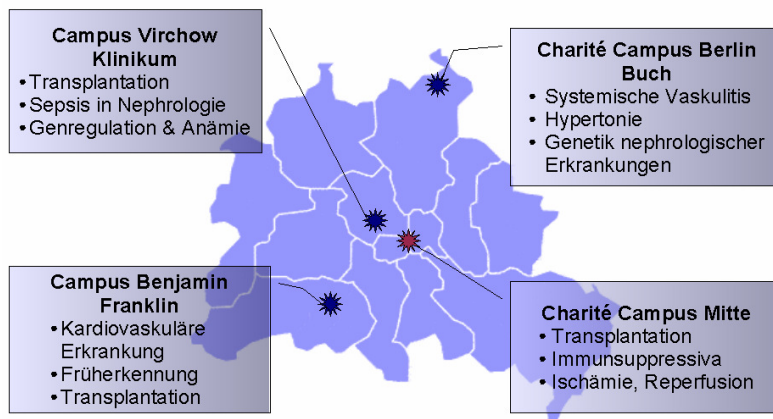 Campus Virchow
Klinikum
•Transplantation
•Sepsis in Nephrologie
•Genregulation & Anämie
Charité Campus Berlin
Buch
• Systemische Vaskulitis
• Hypertonie
• Genetik nephrologischer
Erkrankungen
Campus Benjamin
Franklin
•Kardiovaskuläre
Erkrankung
•Früherkennung
•Transplantation
Charité Campus Mitte
• Transplantation
• Immunsuppressiva
• Ischämie, Reperfusion